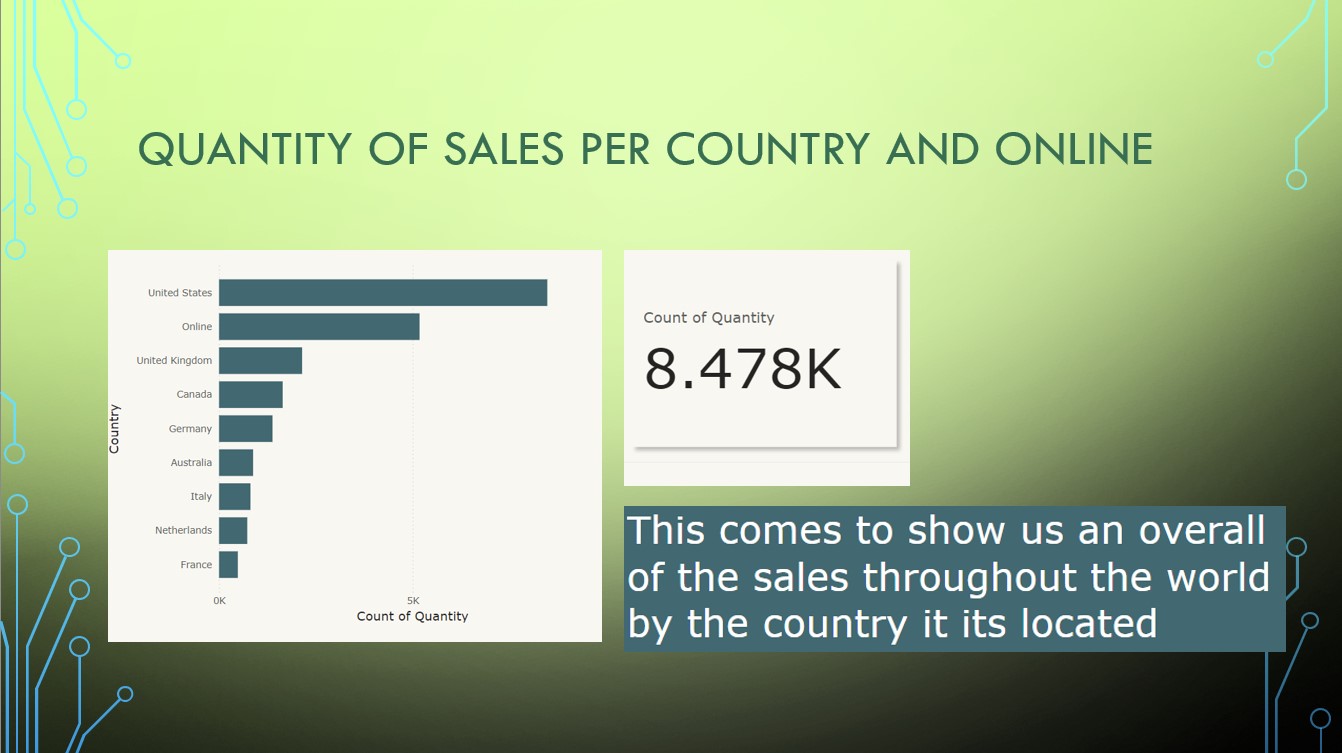 QUANTITY OF SALES PER COUNTRY AND ONLINE
Country
United States
Online
United Kingdom
Canada
Germany
Australia
Italy
Netherlands
France
0K 5K
Count of Quantity
Count of Quantity
8.478K
This comes to show us an overall
of the sales throughout the world
by the country it its located